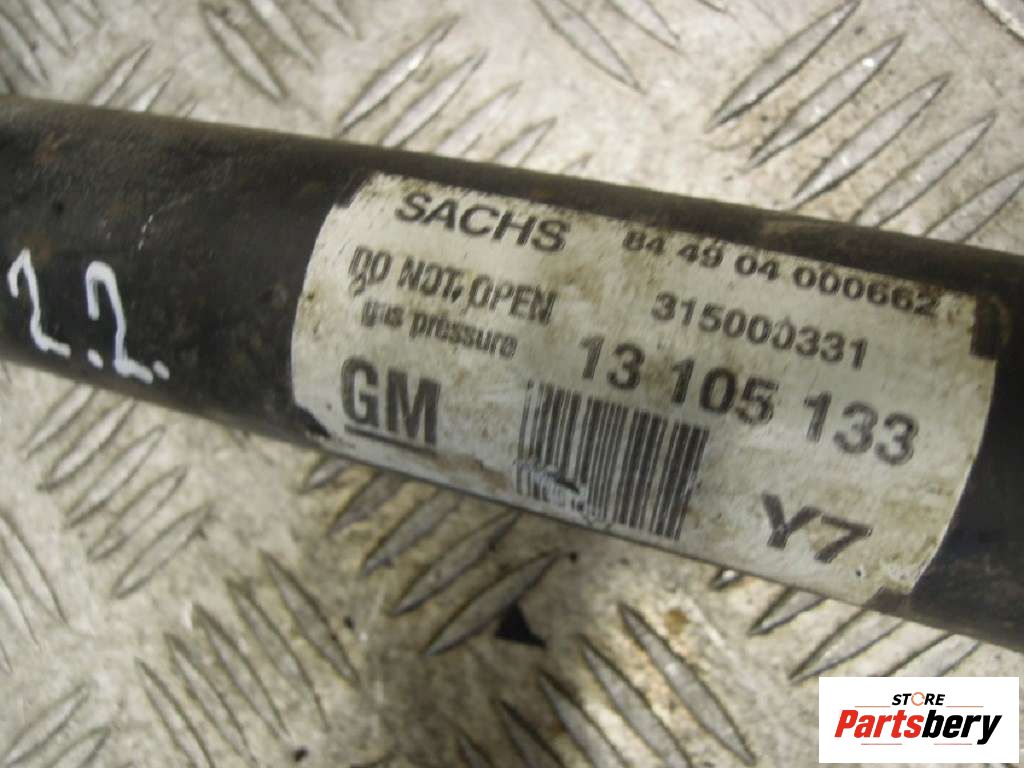 SACHS 84 49 04 000662
DO NOT OPEN 315000331
gas pressure 13 105 133
GM
Y7
2.2.
STORE
Partsbery